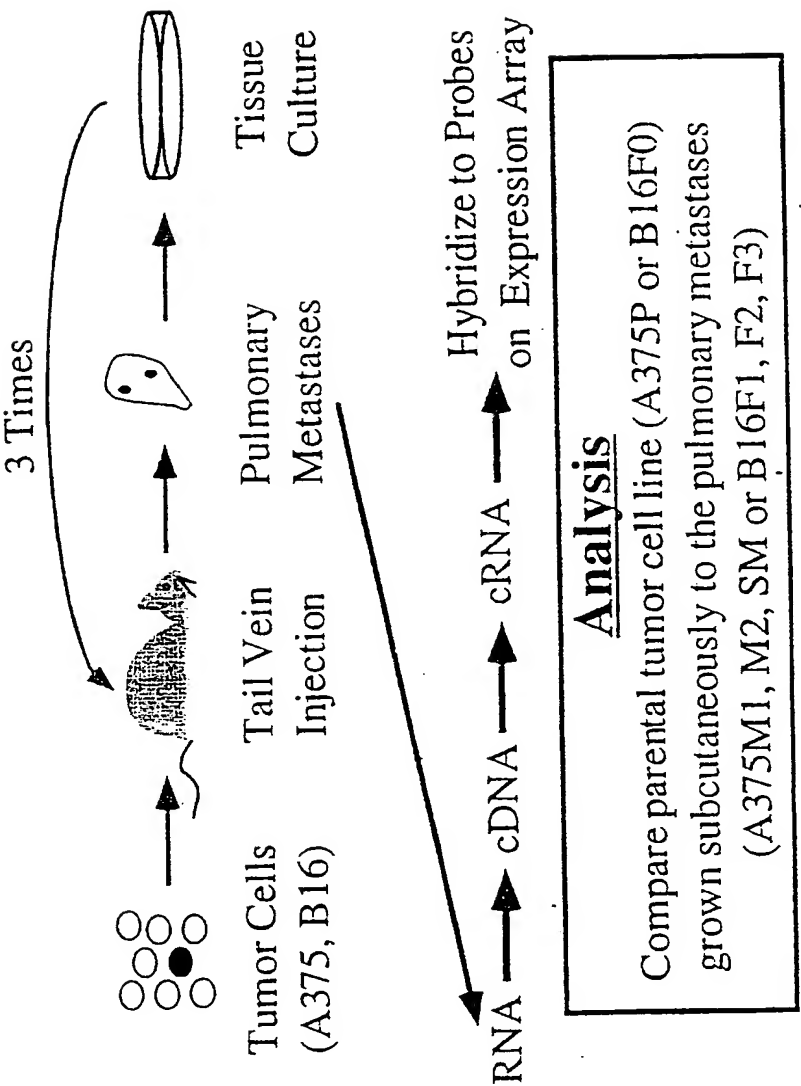 3 Times
Tumor Cells
(A375, B16)
Tail Vein
Injection
Pulmonary
Metastases
Tissue
Culture
RNA
cDNA
cRNA
Hybridize to Probes
on Expression Array
Analysis
Compare parental tumor cell line (A375P or B16F0)
grown subcutaneously to the pulmonary metastases
(A375M1, M2, SM or B16F1, F2, F3)